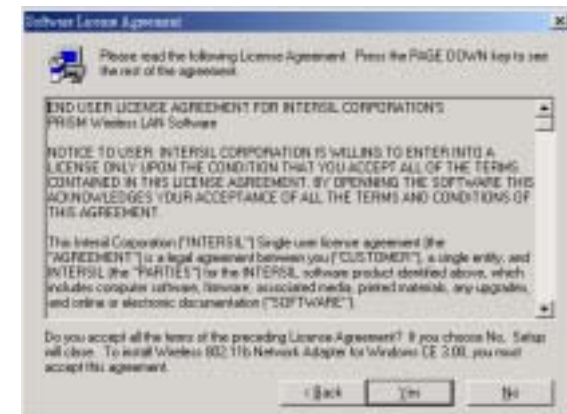 Software License Agreement
Please read the following License Agreement. Press the PAGE DOWN key to see
the rest of the agreement.
END USER LICENSE AGREEMENT FOR INTERSIL CORPORATION'S
PRISM Wireless LAN Software
NOTICE TO USER: INTERSIL CORPORATION IS WILLING TO ENTER INTO A
LICENSE ONLY UPON THE CONDITION THAT YOU ACCEPT ALL OF THE TERMS
CONTAINED IN THIS LICENSE AGREEMENT. BY OPENNING THE SOFTWARE THIS
ACKNOWLEDGES YOUR ACCEPTANCE OF ALL THE TERMS AND CONDITIONS OF
THIS AGREEMENT.
This Intersil Corporation ("INTERSIL") Single user license agreement (the
"AGREEMENT") is a legal agreement between you ("CUSTOMER"), a single entity, and
INTERSIL (the "PARTIES") for the INTERSIL software product identified above, which
includes computer software, firmware, associated media, printed materials, any upgrades,
and online or electronic documentation ("SOFTWARE").
Do you accept all the terms of the preceding License Agreement? If you choose No, Setup
will close. To install Wireless 802.11b Network Adapter for Windows CE 3.00, you must
accept this agreement.
< Back Yes No